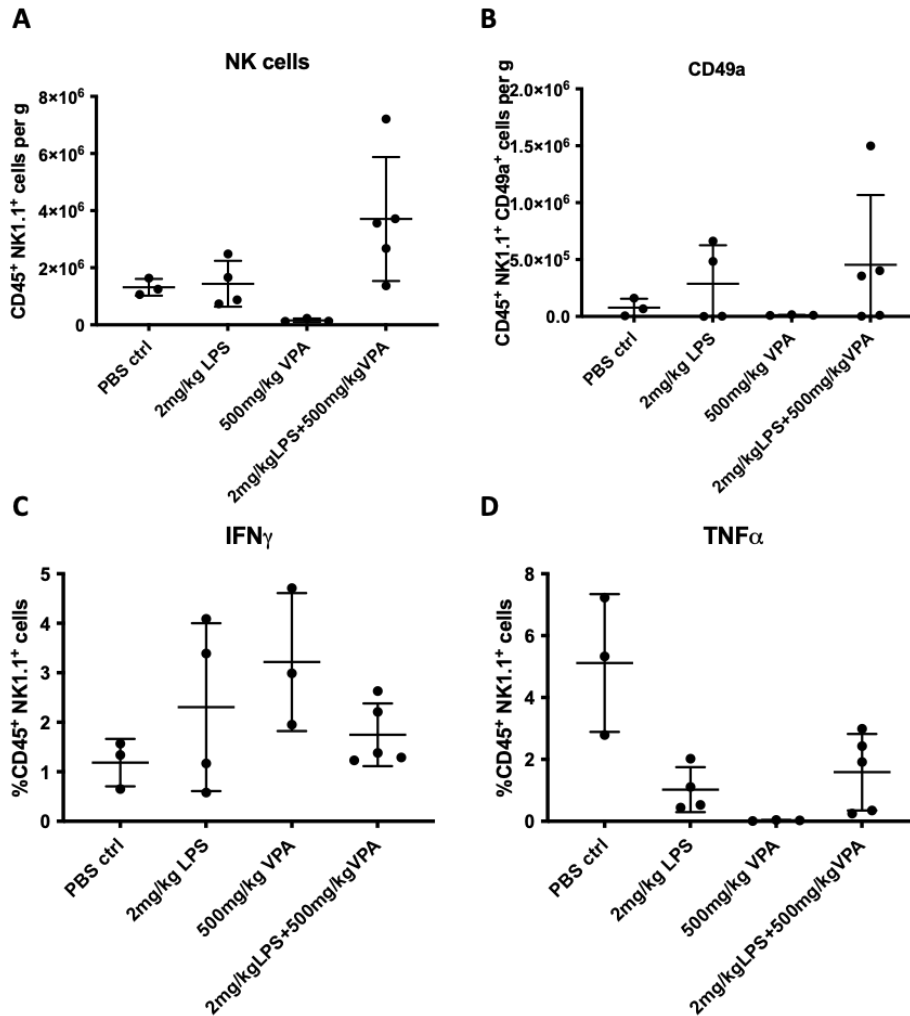 A
NK cells
CD45⁺ NK1.1⁺ cells per g
8×10⁶
6×10⁶
4×10⁶
2×10⁶
0
PBS ctrl
2mg/kg LPS
500mg/kg VPA
2mg/kgLPS+500mg/kgVPA
B
CD49a
CD45⁺ NK1.1⁺ CD49a⁺ cells per g
2.0×10⁶
1.5×10⁶
1.0×10⁶
5.0×10⁵
0.0
PBS ctrl
2mg/kg LPS
500mg/kg VPA
2mg/kgLPS+500mg/kgVPA
C
IFNγ
%CD45⁺ NK1.1⁺ cells
5
4
3
2
1
0
PBS ctrl
2mg/kg LPS
500mg/kg VPA
2mg/kgLPS+500mg/kgVPA
D
TNFα
%CD45⁺ NK1.1⁺ cells
8
6
4
2
0
PBS ctrl
2mg/kg LPS
500mg/kg VPA
2mg/kgLPS+500mg/kgVPA